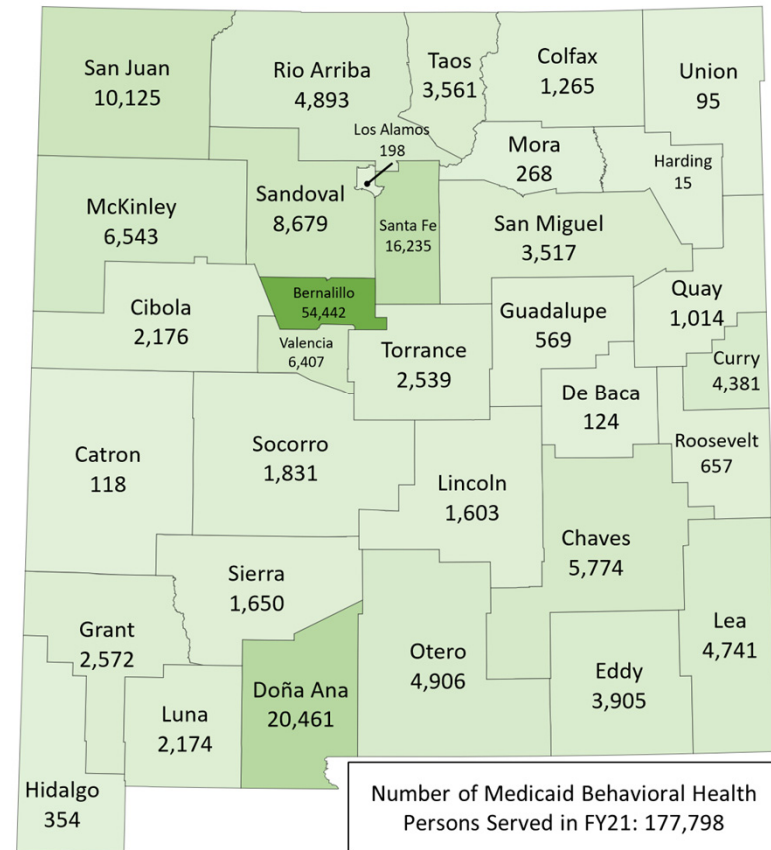 San Juan
10,125
Rio Arriba
4,893
Taos
3,561
Colfax
1,265
Union
95
Los Alamos
198
Mora
268
Harding
15
McKinley
6,543
Sandoval
8,679
Santa Fe
16,235
San Miguel
3,517
Cibola
2,176
Bernalillo
54,442
Valencia
6,407
Torrance
2,539
Guadalupe
569
Quay
1,014
Curry
4,381
De Baca
124
Roosevelt
657
Catron
118
Socorro
1,831
Lincoln
1,603
Chaves
5,774
Sierra
1,650
Grant
2,572
Lea
4,741
Otero
4,906
Eddy
3,905
Doña Ana
20,461
Luna
2,174
Hidalgo
354
Number of Medicaid Behavioral Health
Persons Served in FY21: 177,798